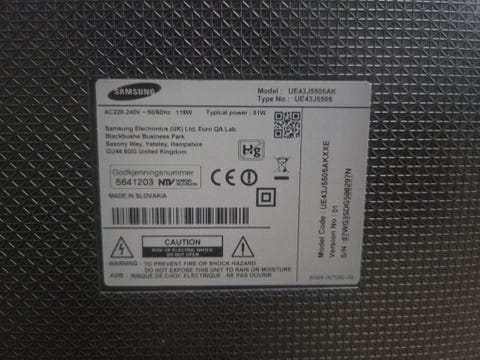 SAMSUNG
Model : UE43J5505AK
Type No.: UE43J5505
AC220-240V ~ 50/60Hz 119W Typical power : 51W
Samsung Electronics (UK) Ltd, Euro QA Lab.
Blackbushe Business Park
Saxony Way, Yateley, Hampshire
GU46 6GG United Kingdom
Hg
Godkjenningsnummer
5641203 NTV
CE
MADE IN SLOVAKIA
CAUTION
RISK OF ELECTRIC SHOCK
DO NOT OPEN
WARNING : TO PREVENT FIRE OR SHOCK HAZARD
DO NOT EXPOSE TO RAIN OR MOISTURE.
AVIS : RISQUE DE CHOC ELECTRIQUE NE PAS OUVRIR
Model Code : UE43J5505AKXXE
Version No : 01